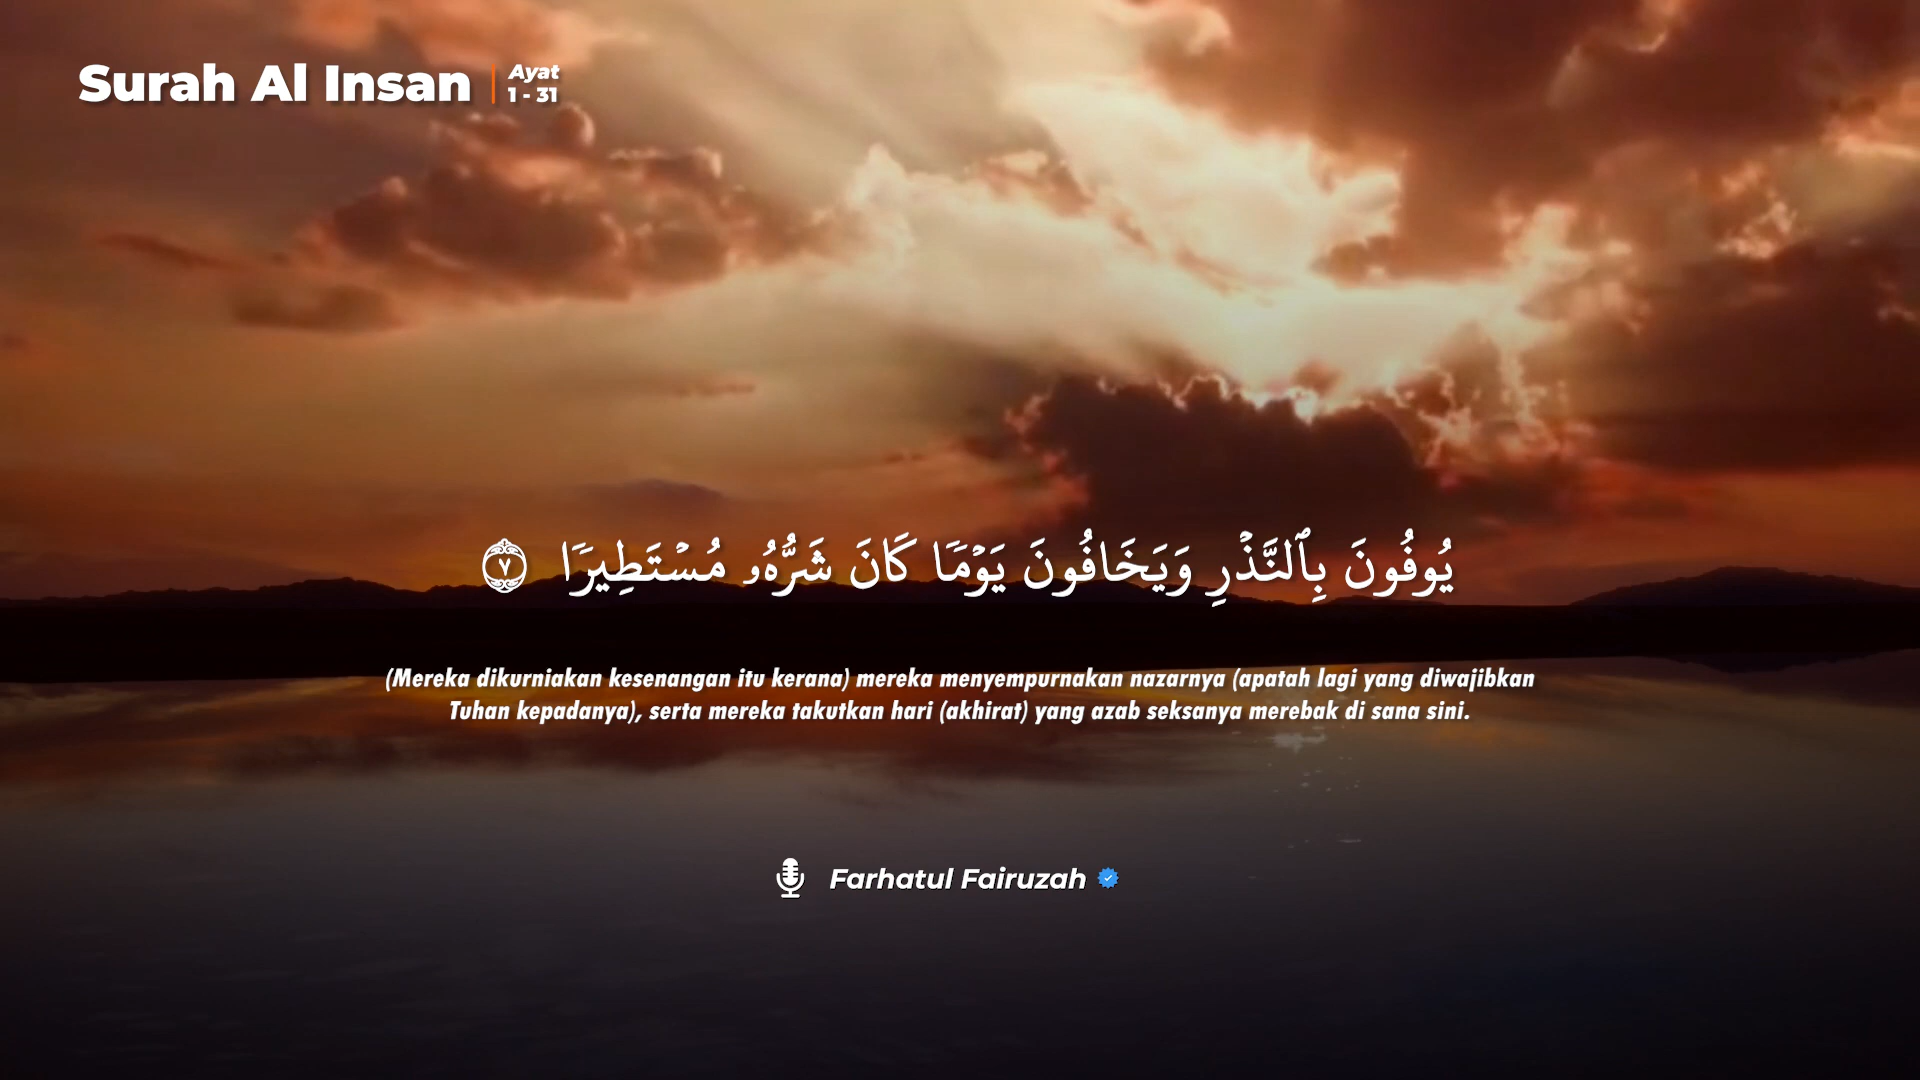 Surah Al Insan
Ayat
1 - 31
يُوفُونَ بِٱلنَّذْرِ وَيَخَافُونَ يَوْمًا كَانَ شَرُّهُۥ مُسْتَطِيرًا ٧
(Mereka dikurniakan kesenangan itu kerana) mereka menyempurnakan nazarnya (apatah lagi yang diwajibkan
Tuhan kepadanya), serta mereka takutkan hari (akhirat) yang azab seksanya merebak di sana sini.
Farhatul Fairuzah